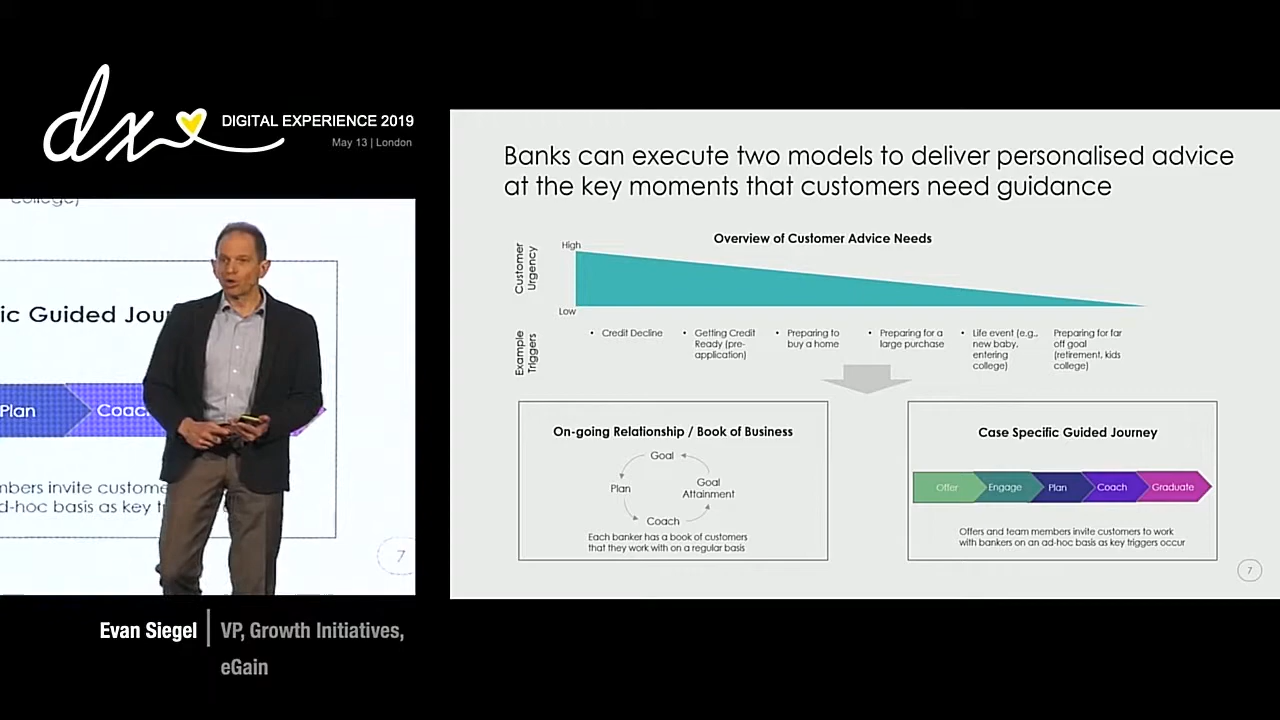 dx
DIGITAL EXPERIENCE 2019
May 13 | London
college)
ic Guided Jou
Plan
Coac
mbers invite custome
d-hoc basis as key t
7
Evan Siegel
VP, Growth Initiatives,
eGain
Banks can execute two models to deliver personalised advice
at the key moments that customers need guidance
Overview of Customer Advice Needs
Customer
Urgency
High
Low
Example
Triggers
• Credit Decline
• Getting Credit
Ready (pre-
application)
• Preparing to
buy a home
• Preparing for a
large purchase
• Life event (e.g.,
new baby,
entering
college)
Preparing for far
off goal
(retirement, kids
college)
On-going Relationship / Book of Business
Goal
Plan
Goal
Attainment
Coach
Each banker has a book of customers
that they work with on a regular basis
Case Specific Guided Journey
Offer
Engage
Plan
Coach
Graduate
Offers and team members invite customers to work
with bankers on an ad-hoc basis as key triggers occur
7